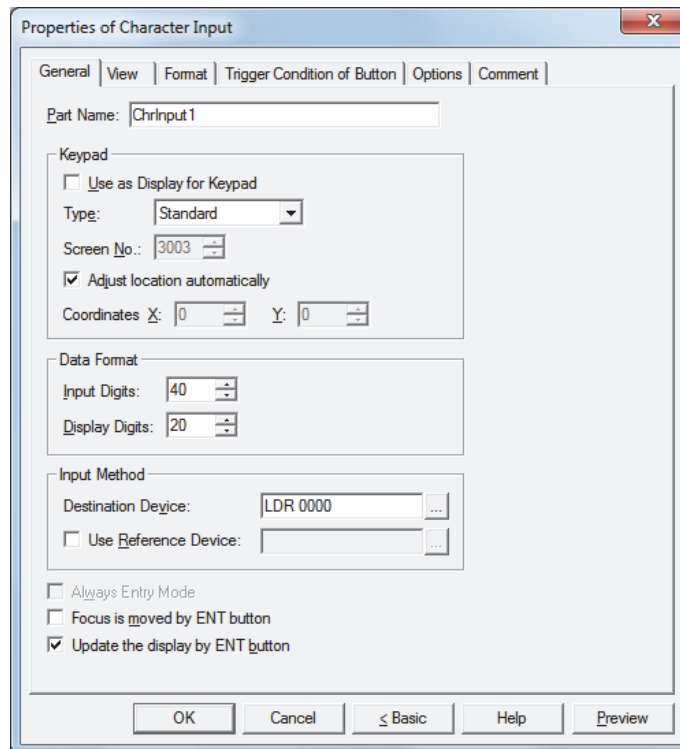 Properties of Character Input
General View Format Trigger Condition of Button Options Comment
Part Name: ChrInput1
Keypad
Use as Display for Keypad
Type: Standard
Screen No.: 3003
Adjust location automatically
Coordinates X: 0 Y: 0
Data Format
Input Digits: 40
Display Digits: 20
Input Method
Destination Device: LDR 0000 ...
Use Reference Device: ...
Always Entry Mode
Focus is moved by ENT button
Update the display by ENT button
OK Cancel < Basic Help Preview